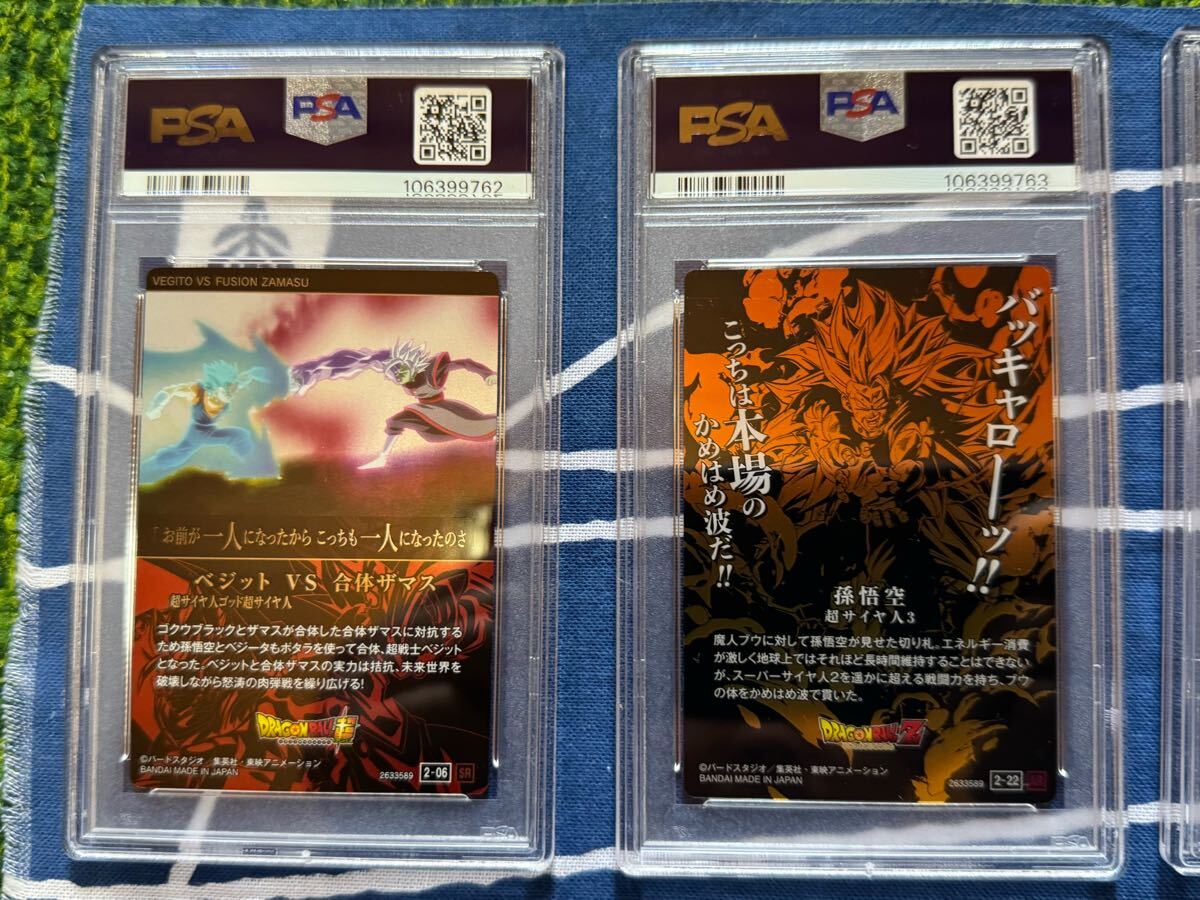 PSA
PSA
106399762
VEGITO VS FUSION ZAMASU
「お前が一人になったから こっちも一人になったのさ」
ベジット VS 合体ザマス
超サイヤ人ゴッド超サイヤ人
ゴクウブラックとザマスが合体した合体ザマスに対抗する
ため孫悟空とベジータもポタラを使って合体、超戦士ベジット
となった。ベジットと合体ザマスの実力は拮抗、未来世界を
破壊しながら怒涛の肉弾戦を繰り広げる!
DRAGONBALL超
©バードスタジオ/集英社・東映アニメーション
BANDAI MADE IN JAPAN
2633589
2-06
SR
PSA
PSA
PSA
106399763
バッキャローッ!!
こっちは本場の
かめはめ波だ!!
孫悟空
超サイヤ人3
魔人ブウに対して孫悟空が見せた切り札。エネルギー消費
が激しく地球上ではそれほど長時間維持することはできない
が、スーパーサイヤ人2を遥かに超える戦闘力を持ち、ブウ
の体をかめはめ波で貫いた。
DRAGONBALL Z
©バードスタジオ/集英社・東映アニメーション
BANDAI MADE IN JAPAN
2633589
2-22
PSA